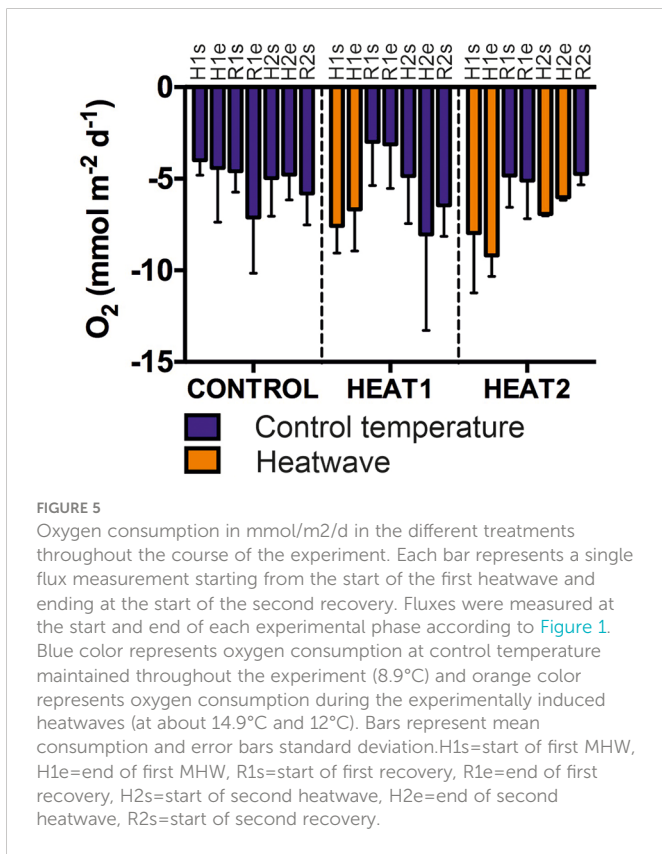 H1s H1e R1s R1e H2s H2e R2s H1s H1e R1s R1e H2s H2e R2s H1s H1e R1s R1e H2s H2e R2s
0
-5
-10
-15
O2 (mmol m-2 d-1)
CONTROL HEAT1 HEAT2
Control temperature
Heatwave
FIGURE 5
Oxygen consumption in mmol/m2/d in the different treatments
throughout the course of the experiment. Each bar represents a single
flux measurement starting from the start of the first heatwave and
ending at the start of the second recovery. Fluxes were measured at
the start and end of each experimental phase according to Figure 1.
Blue color represents oxygen consumption at control temperature
maintained throughout the experiment (8.9°C) and orange color
represents oxygen consumption during the experimentally induced
heatwaves (at about 14.9°C and 12°C). Bars represent mean
consumption and error bars standard deviation.H1s=start of first MHW,
H1e=end of first MHW, R1s=start of first recovery, R1e=end of first
recovery, H2s=start of second heatwave, H2e=end of second
heatwave, R2s=start of second recovery.